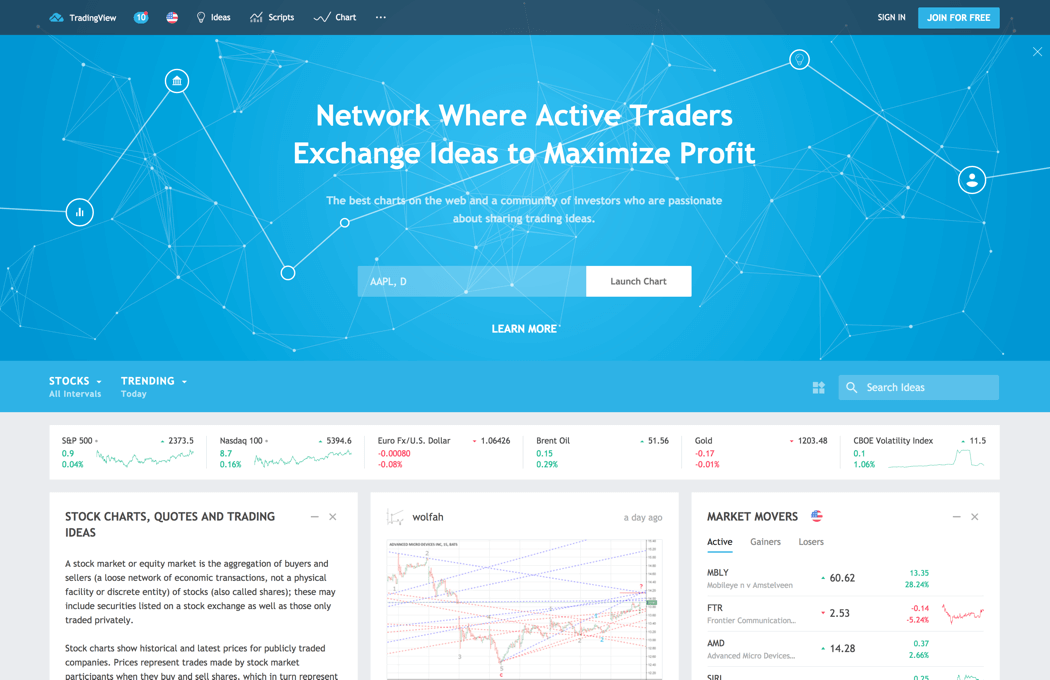 TradingView
10
Ideas
Scripts
Chart
SIGN IN
JOIN FOR FREE
Network Where Active Traders
Exchange Ideas to Maximize Profit
The best charts on the web and a community of investors who are passionate
about sharing trading ideas.
AAPL, D
Launch Chart
LEARN MORE
STOCKS
All Intervals
TRENDING
Today
Search Ideas
S&P 500 2373.5
0.9
0.04%
Nasdaq 100 5394.6
8.7
0.16%
Euro Fx/U.S. Dollar 1.06426
-0.00080
-0.08%
Brent Oil 51.56
0.15
0.29%
Gold 1203.48
-0.17
-0.01%
CBOE Volatility Index 11.5
0.1
1.06%
STOCK CHARTS, QUOTES AND TRADING
IDEAS
A stock market or equity market is the aggregation of buyers and
sellers (a loose network of economic transactions, not a physical
facility or discrete entity) of stocks (also called shares); these may
include securities listed on a stock exchange as well as those only
traded privately.
Stock charts show historical and latest prices for publicly traded
companies. Prices represent trades made by stock market
participants when they buy and sell shares, which in turn represent
wolfah
a day ago
ADVANCED MICRO DEVICES INC, 15, BATS
MARKET MOVERS
Active Gainers Losers
MBLY
Mobileye n v Amstelveen
60.62
13.35
28.24%
FTR
Frontier Communication...
2.53
-0.14
-5.24%
AMD
Advanced Micro Devices...
14.28
0.37
2.66%
SIRI
0.25